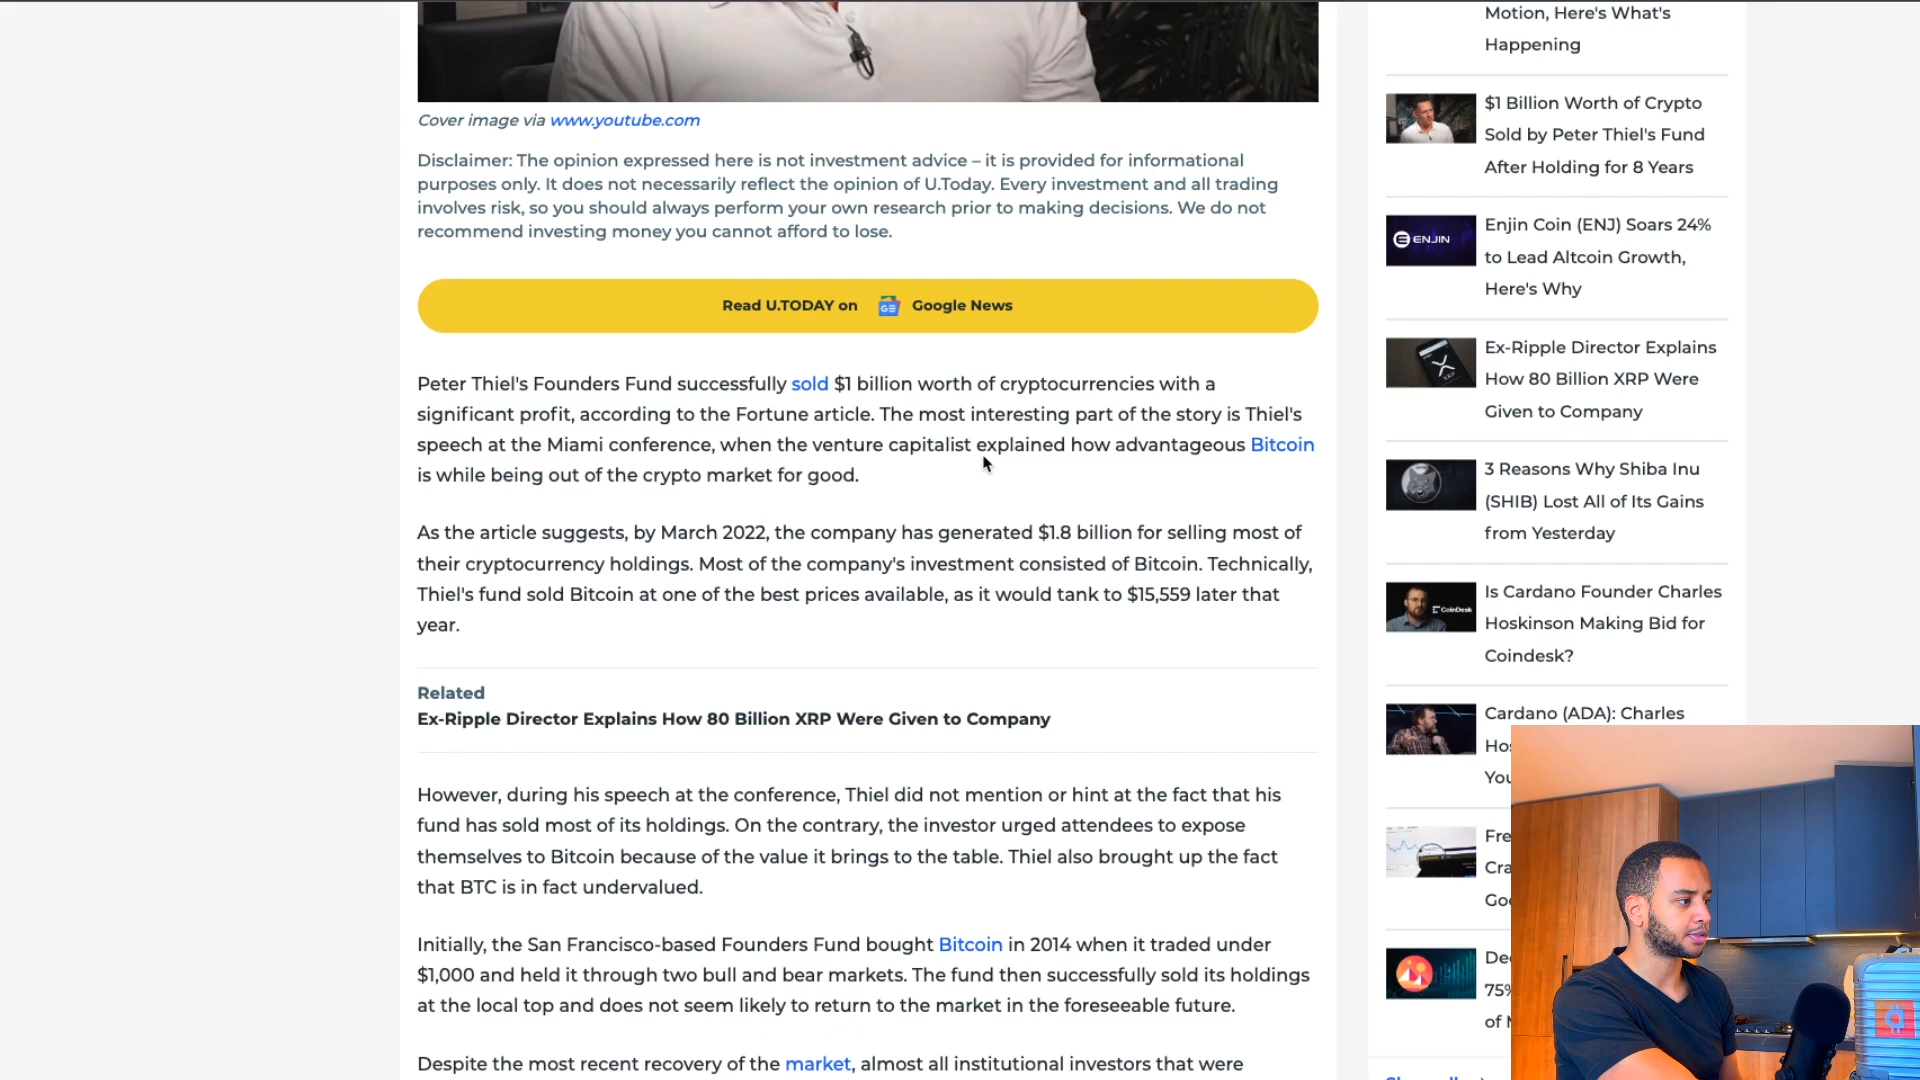 Cover image via www.youtube.com
Disclaimer: The opinion expressed here is not investment advice – it is provided for informational
purposes only. It does not necessarily reflect the opinion of U.Today. Every investment and all trading
involves risk, so you should always perform your own research prior to making decisions. We do not
recommend investing money you cannot afford to lose.
Read U.TODAY on GE Google News
Peter Thiel's Founders Fund successfully sold $1 billion worth of cryptocurrencies with a
significant profit, according to the Fortune article. The most interesting part of the story is Thiel's
speech at the Miami conference, when the venture capitalist explained how advantageous Bitcoin
is while being out of the crypto market for good.
As the article suggests, by March 2022, the company has generated $1.8 billion for selling most of
their cryptocurrency holdings. Most of the company's investment consisted of Bitcoin. Technically,
Thiel's fund sold Bitcoin at one of the best prices available, as it would tank to $15,559 later that
year.
Related
Ex-Ripple Director Explains How 80 Billion XRP Were Given to Company
However, during his speech at the conference, Thiel did not mention or hint at the fact that his
fund has sold most of its holdings. On the contrary, the investor urged attendees to expose
themselves to Bitcoin because of the value it brings to the table. Thiel also brought up the fact
that BTC is in fact undervalued.
Initially, the San Francisco-based Founders Fund bought Bitcoin in 2014 when it traded under
$1,000 and held it through two bull and bear markets. The fund then successfully sold its holdings
at the local top and does not seem likely to return to the market in the foreseeable future.
Despite the most recent recovery of the market, almost all institutional investors that were
Motion, Here's What's
Happening
$1 Billion Worth of Crypto
Sold by Peter Thiel's Fund
After Holding for 8 Years
ENJIN
Enjin Coin (ENJ) Soars 24%
to Lead Altcoin Growth,
Here's Why
Ex-Ripple Director Explains
How 80 Billion XRP Were
Given to Company
3 Reasons Why Shiba Inu
(SHIB) Lost All of Its Gains
from Yesterday
CoinDesk
Is Cardano Founder Charles
Hoskinson Making Bid for
Coindesk?
Cardano (ADA): Charles
Hos
You
Fre
Cra
Goo
De
75%
of M